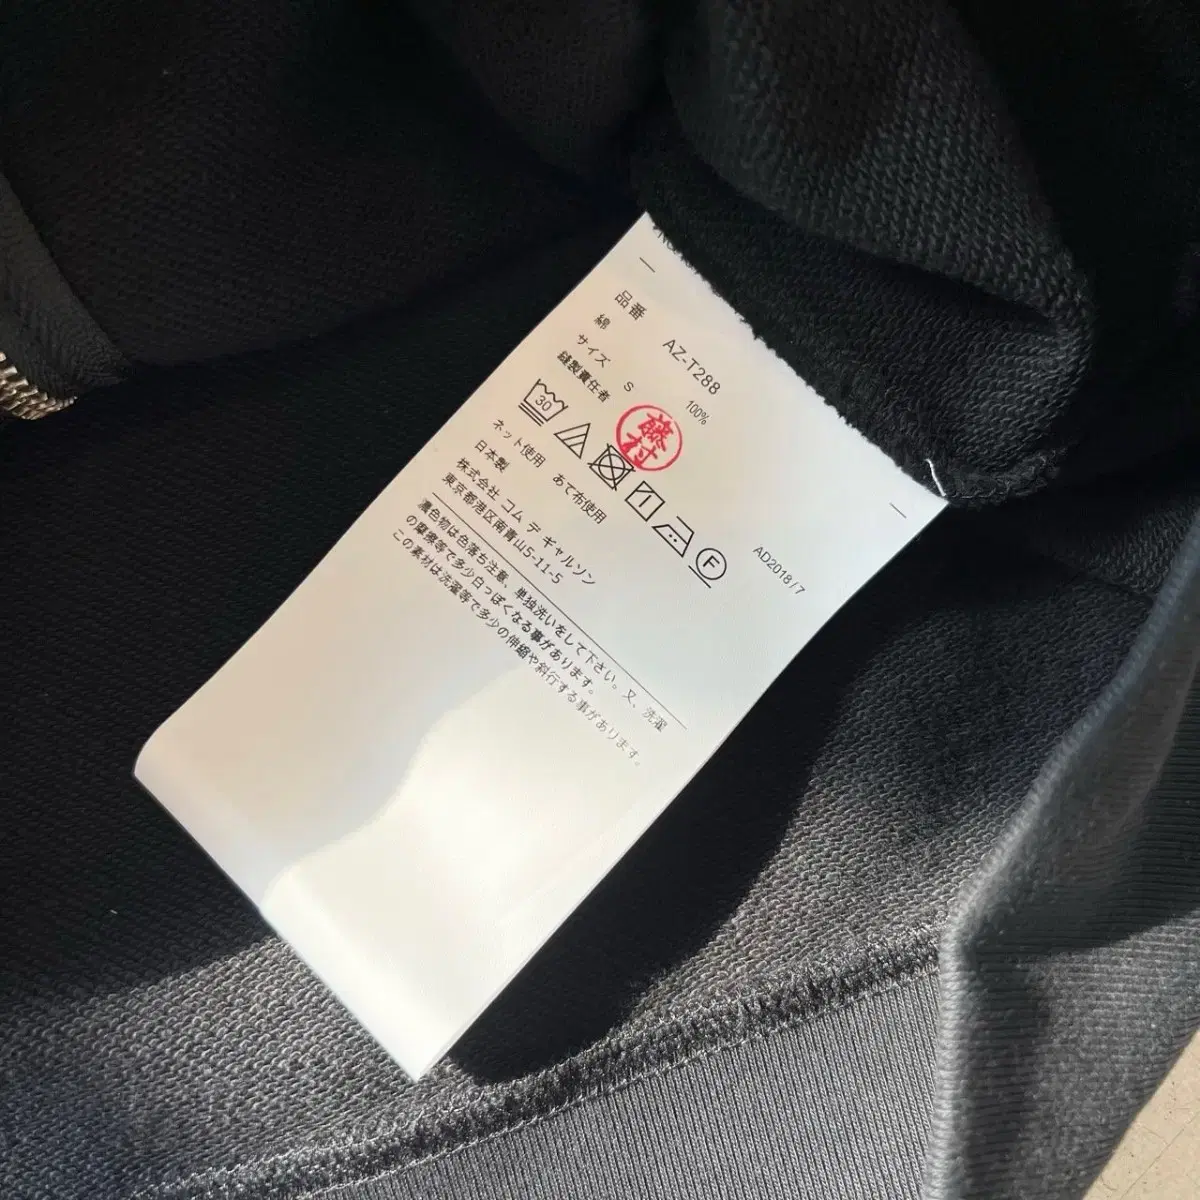 品番 AZ-T288
綿 100%
サイズ S
縫製責任者 藤村
30
F
ネット使用 あて布使用
日本製 AD2018/7
株式会社 コム デ ギャルソン
東京都港区南青山5-11-5
濃色物は色落ち注意、単独洗いをして下さい。又、洗濯
の摩擦等で多少白っぽくなる事があります。
この素材は洗濯等で多少の伸縮や斜行する事があります。